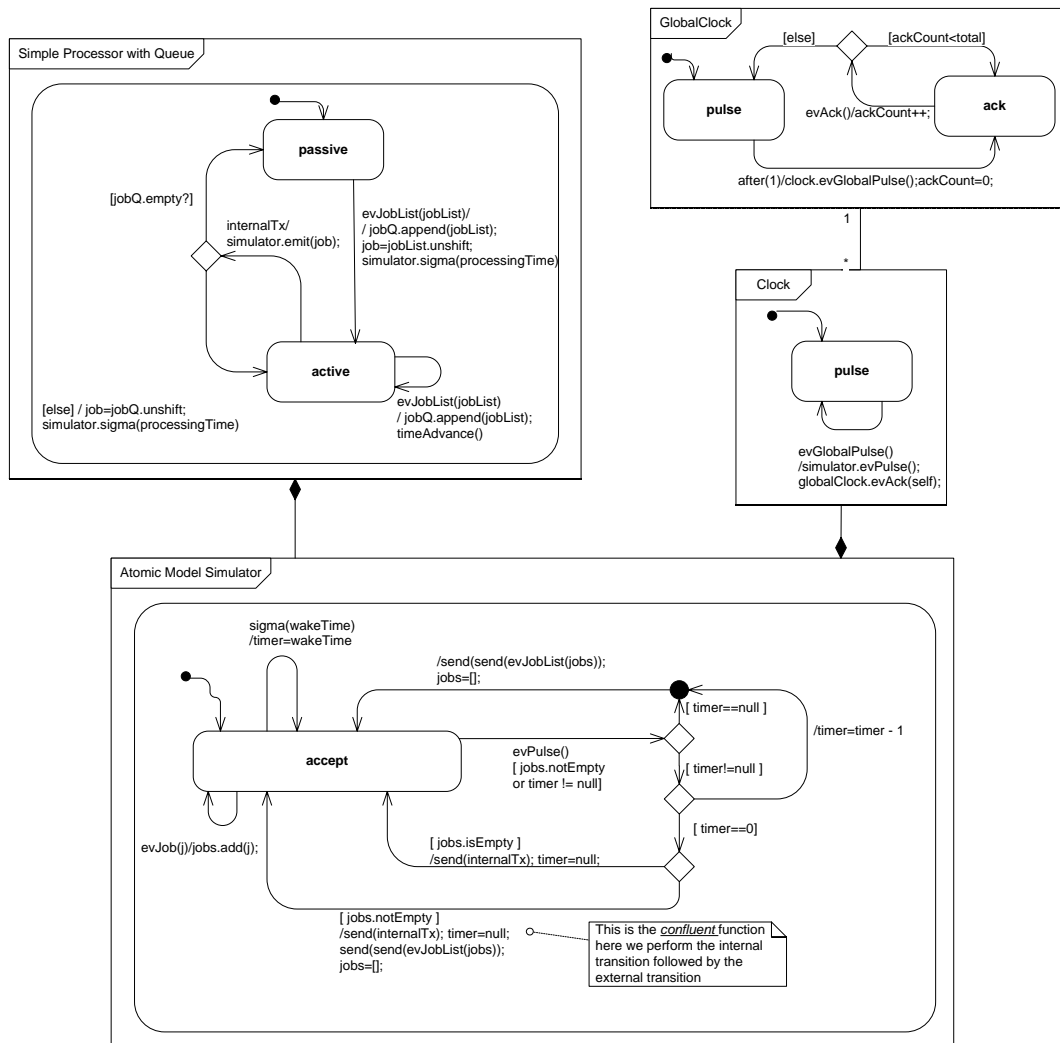 GlobalClock
[else]
[ackCount<total]
pulse
ack
evAck()/ackCount++;
after(1)/clock.evGlobalPulse();ackCount=0;
1
*
Simple Processor with Queue
passive
[jobQ.empty?]
internalTx/
simulator.emit(job);
evJobList(jobList)/
/ jobQ.append(jobList);
job=jobList.unshift;
simulator.sigma(processingTime)
active
[else] / job=jobQ.unshift;
simulator.sigma(processingTime)
evJobList(jobList)
/ jobQ.append(jobList);
timeAdvance()
Clock
pulse
evGlobalPulse()
/simulator.evPulse();
globalClock.evAck(self);
Atomic Model Simulator
sigma(wakeTime)
/timer=wakeTime
/send(send(evJobList(jobs));
jobs=[];
[ timer==null ]
/timer=timer - 1
accept
evPulse()
[ jobs.notEmpty
or timer != null]
[ timer!=null ]
[ timer==0]
evJob(j)/jobs.add(j);
[ jobs.isEmpty ]
/send(internalTx); timer=null;
[ jobs.notEmpty ]
/send(internalTx); timer=null;
send(send(evJobList(jobs));
jobs=[];
This is the confluent function
here we perform the internal
transition followed by the
external transition